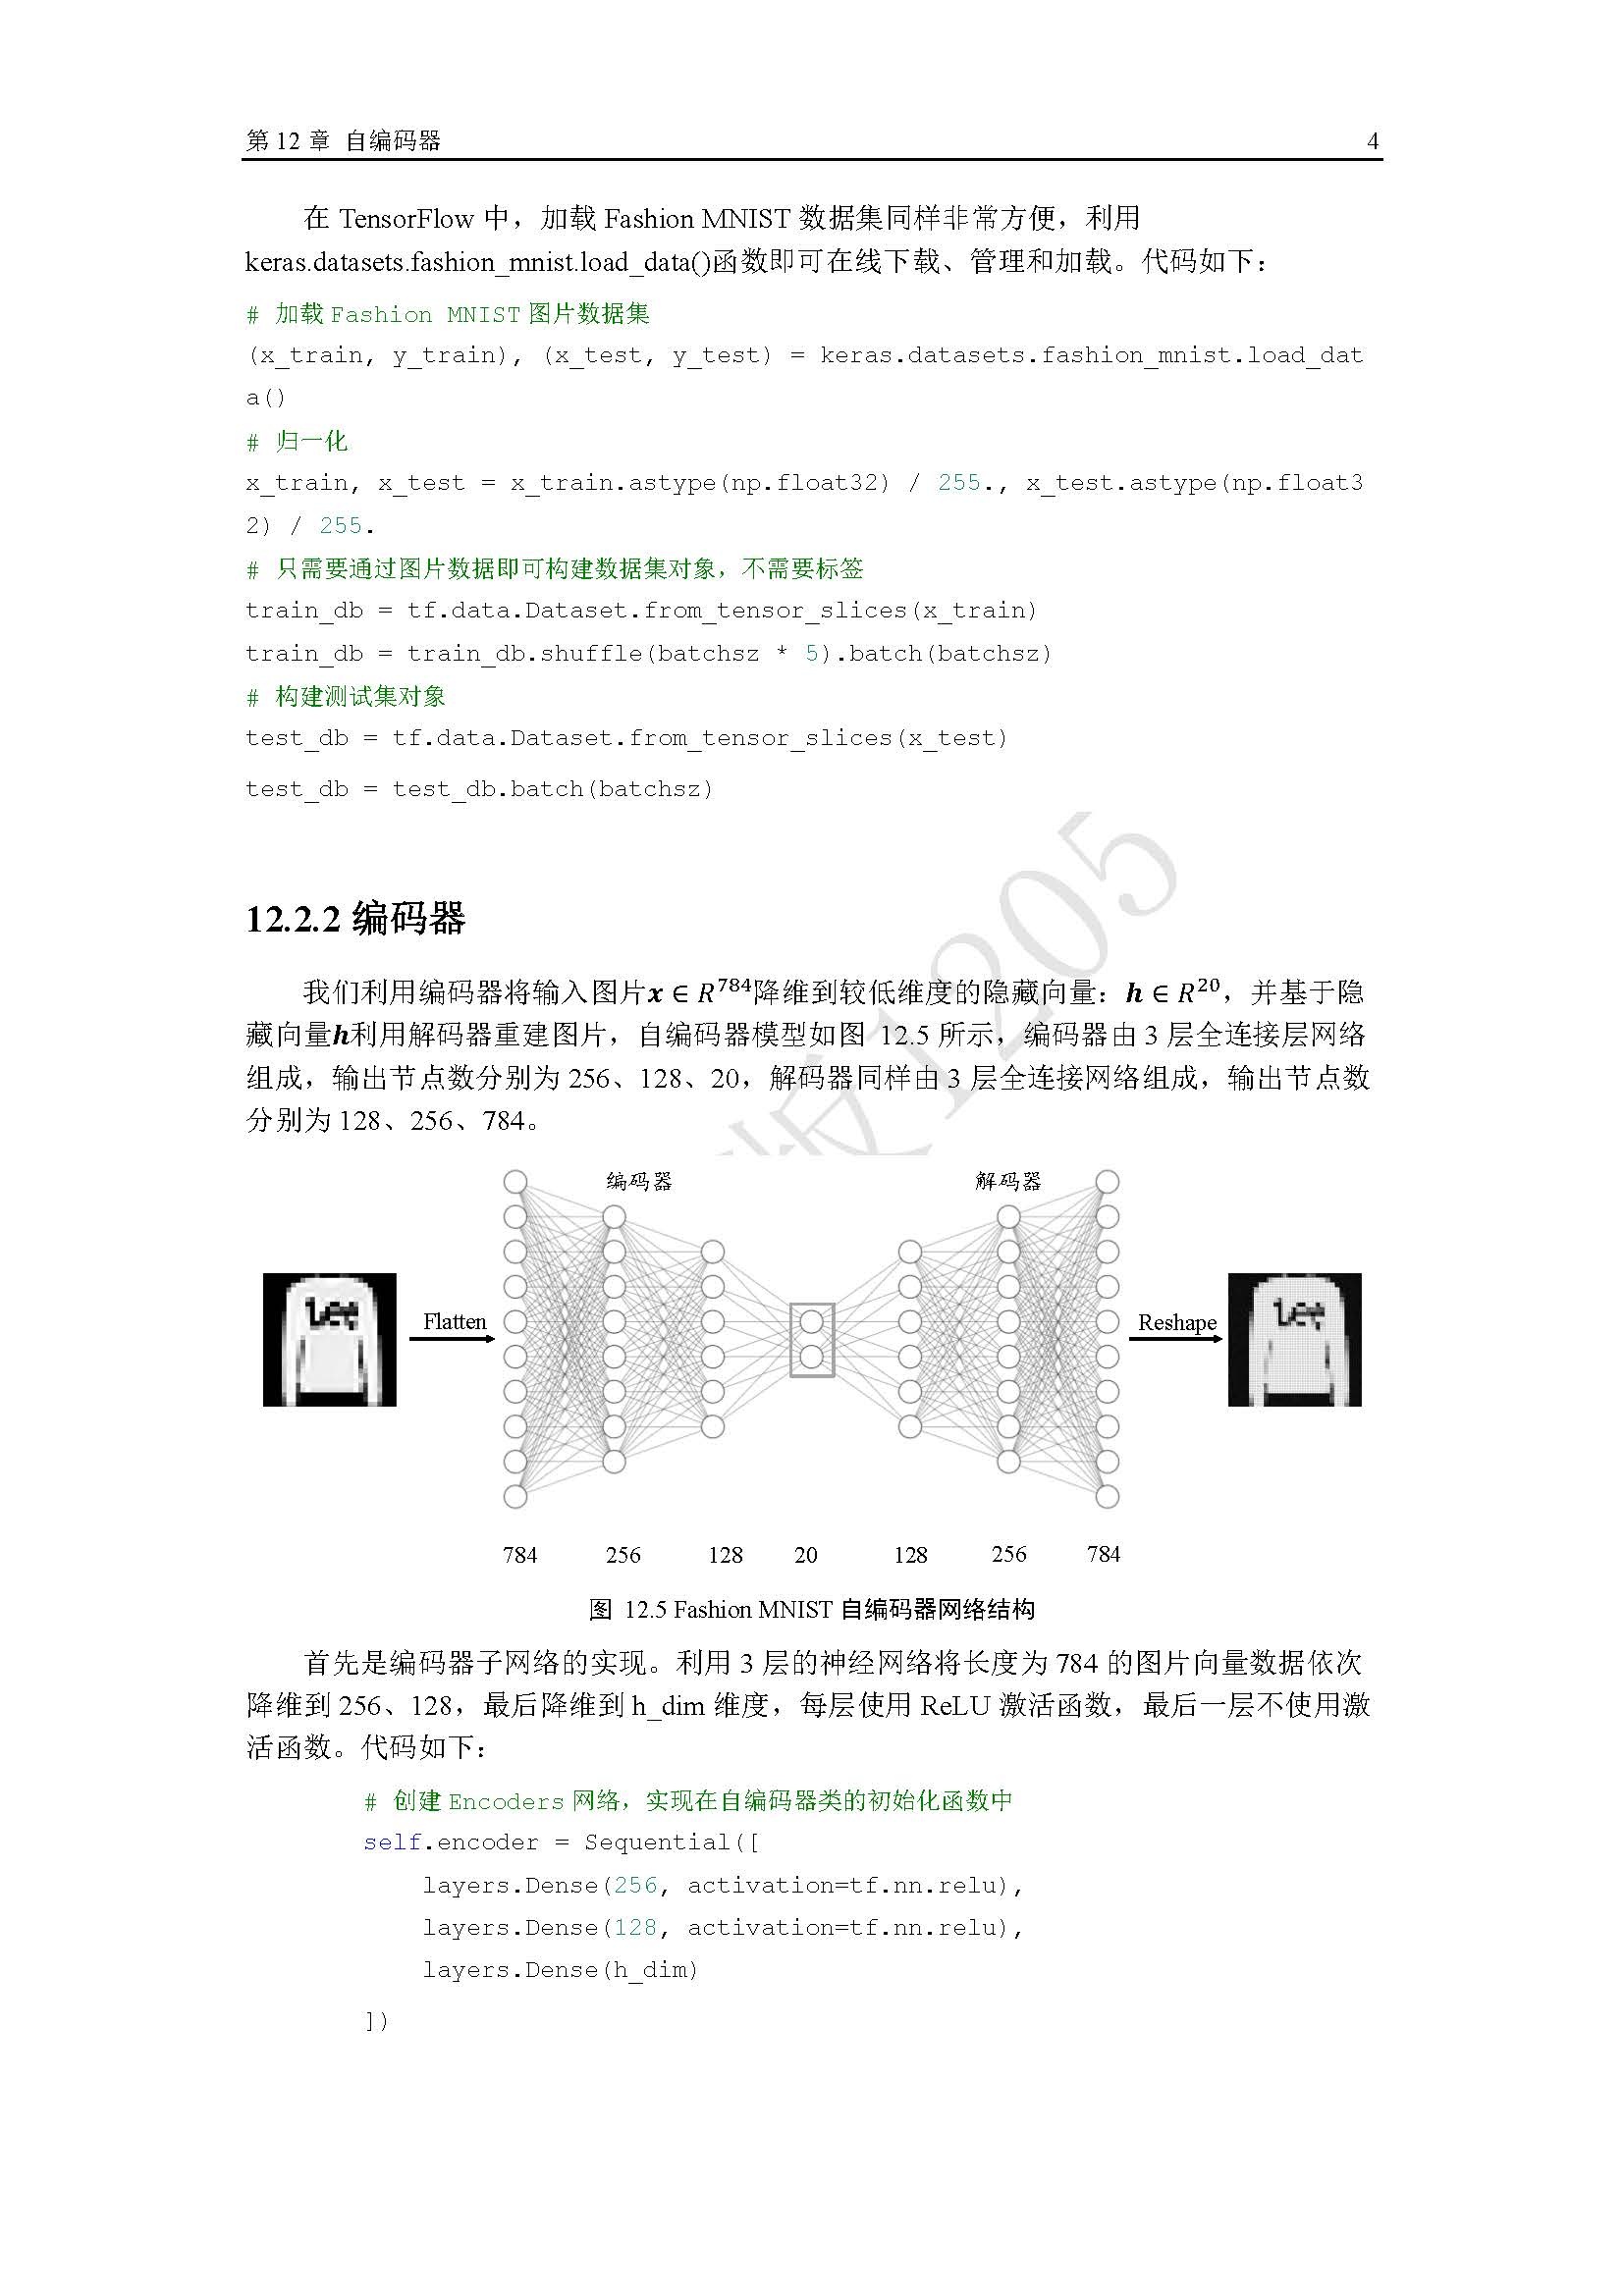 第 12 章 自编码器 4
在 TensorFlow 中，加载 Fashion MNIST 数据集同样非常方便，利用
keras.datasets.fashion_mnist.load_data()函数即可在线下载、管理和加载。代码如下：
# 加载 Fashion MNIST 图片数据集
(x_train, y_train), (x_test, y_test) = keras.datasets.fashion_mnist.load_dat
a()
# 归一化
x_train, x_test = x_train.astype(np.float32) / 255., x_test.astype(np.float3
2) / 255.
# 只需要通过图片数据即可构建数据集对象，不需要标签
train_db = tf.data.Dataset.from_tensor_slices(x_train)
train_db = train_db.shuffle(batchsz * 5).batch(batchsz)
# 构建测试集对象
test_db = tf.data.Dataset.from_tensor_slices(x_test)
test_db = test_db.batch(batchsz)
12.2.2 编码器
我们利用编码器将输入图片𝒙 ∈ 𝑅⁷⁸⁴降维到较低维度的隐藏向量：𝒉 ∈ 𝑅²⁰，并基于隐
藏向量𝒉利用解码器重建图片，自编码器模型如图 12.5 所示，编码器由 3 层全连接层网络
组成，输出节点数分别为 256、128、20，解码器同样由 3 层全连接网络组成，输出节点数
分别为 128、256、784。
版1205
编码器 解码器
Lee Flatten Reshape Lee
784 256 128 20 128 256 784
图 12.5 Fashion MNIST 自编码器网络结构
首先是编码器子网络的实现。利用 3 层的神经网络将长度为 784 的图片向量数据依次
降维到 256、128，最后降维到 h_dim 维度，每层使用 ReLU 激活函数，最后一层不使用激
活函数。代码如下：
# 创建 Encoders 网络，实现在自编码器类的初始化函数中
self.encoder = Sequential([
layers.Dense(256, activation=tf.nn.relu),
layers.Dense(128, activation=tf.nn.relu),
layers.Dense(h_dim)
])